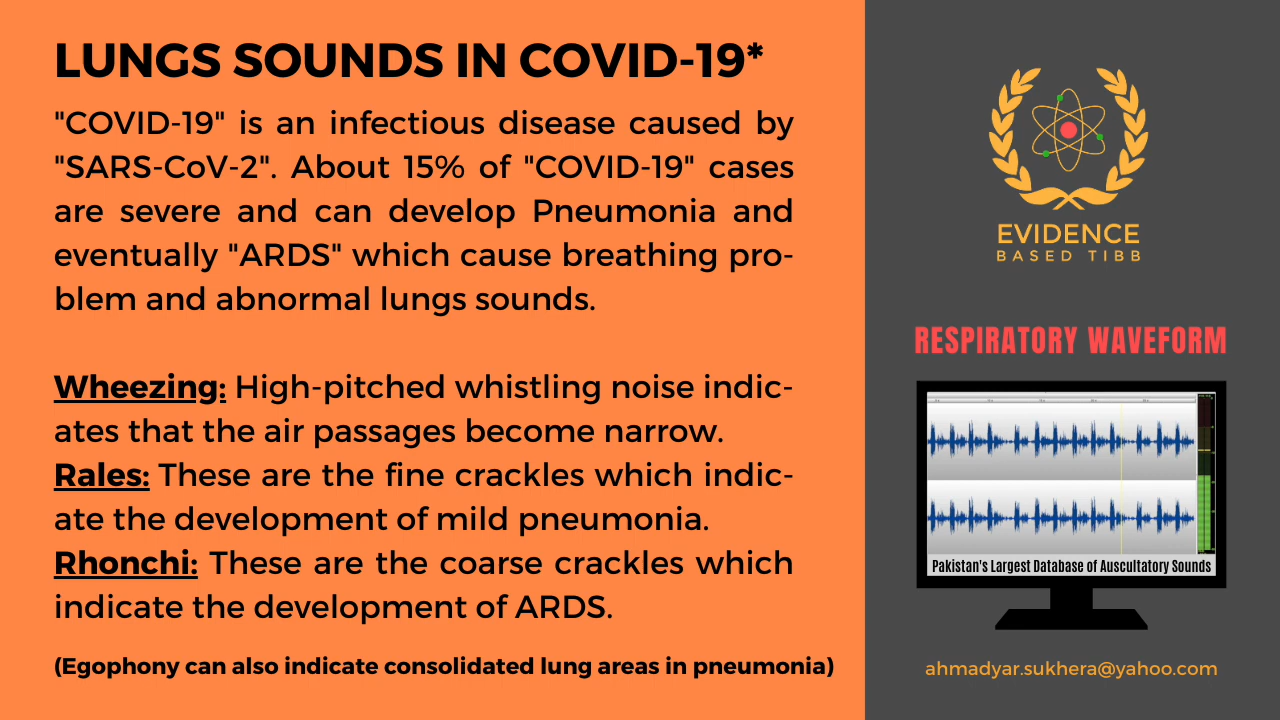 LUNGS SOUNDS IN COVID-19*
"COVID-19" is an infectious disease caused by
"SARS-CoV-2". About 15% of "COVID-19" cases
are severe and can develop Pneumonia and
eventually "ARDS" which cause breathing pro-
blem and abnormal lungs sounds.
Wheezing: High-pitched whistling noise indic-
ates that the air passages become narrow.
Rales: These are the fine crackles which indic-
ate the development of mild pneumonia.
Rhonchi: These are the coarse crackles which
indicate the development of ARDS.
(Egophony can also indicate consolidated lung areas in pneumonia)
EVIDENCE
BASED TIBB
RESPIRATORY WAVEFORM
Pakistan's Largest Database of Auscultatory Sounds
ahmadyar.sukhera@yahoo.com